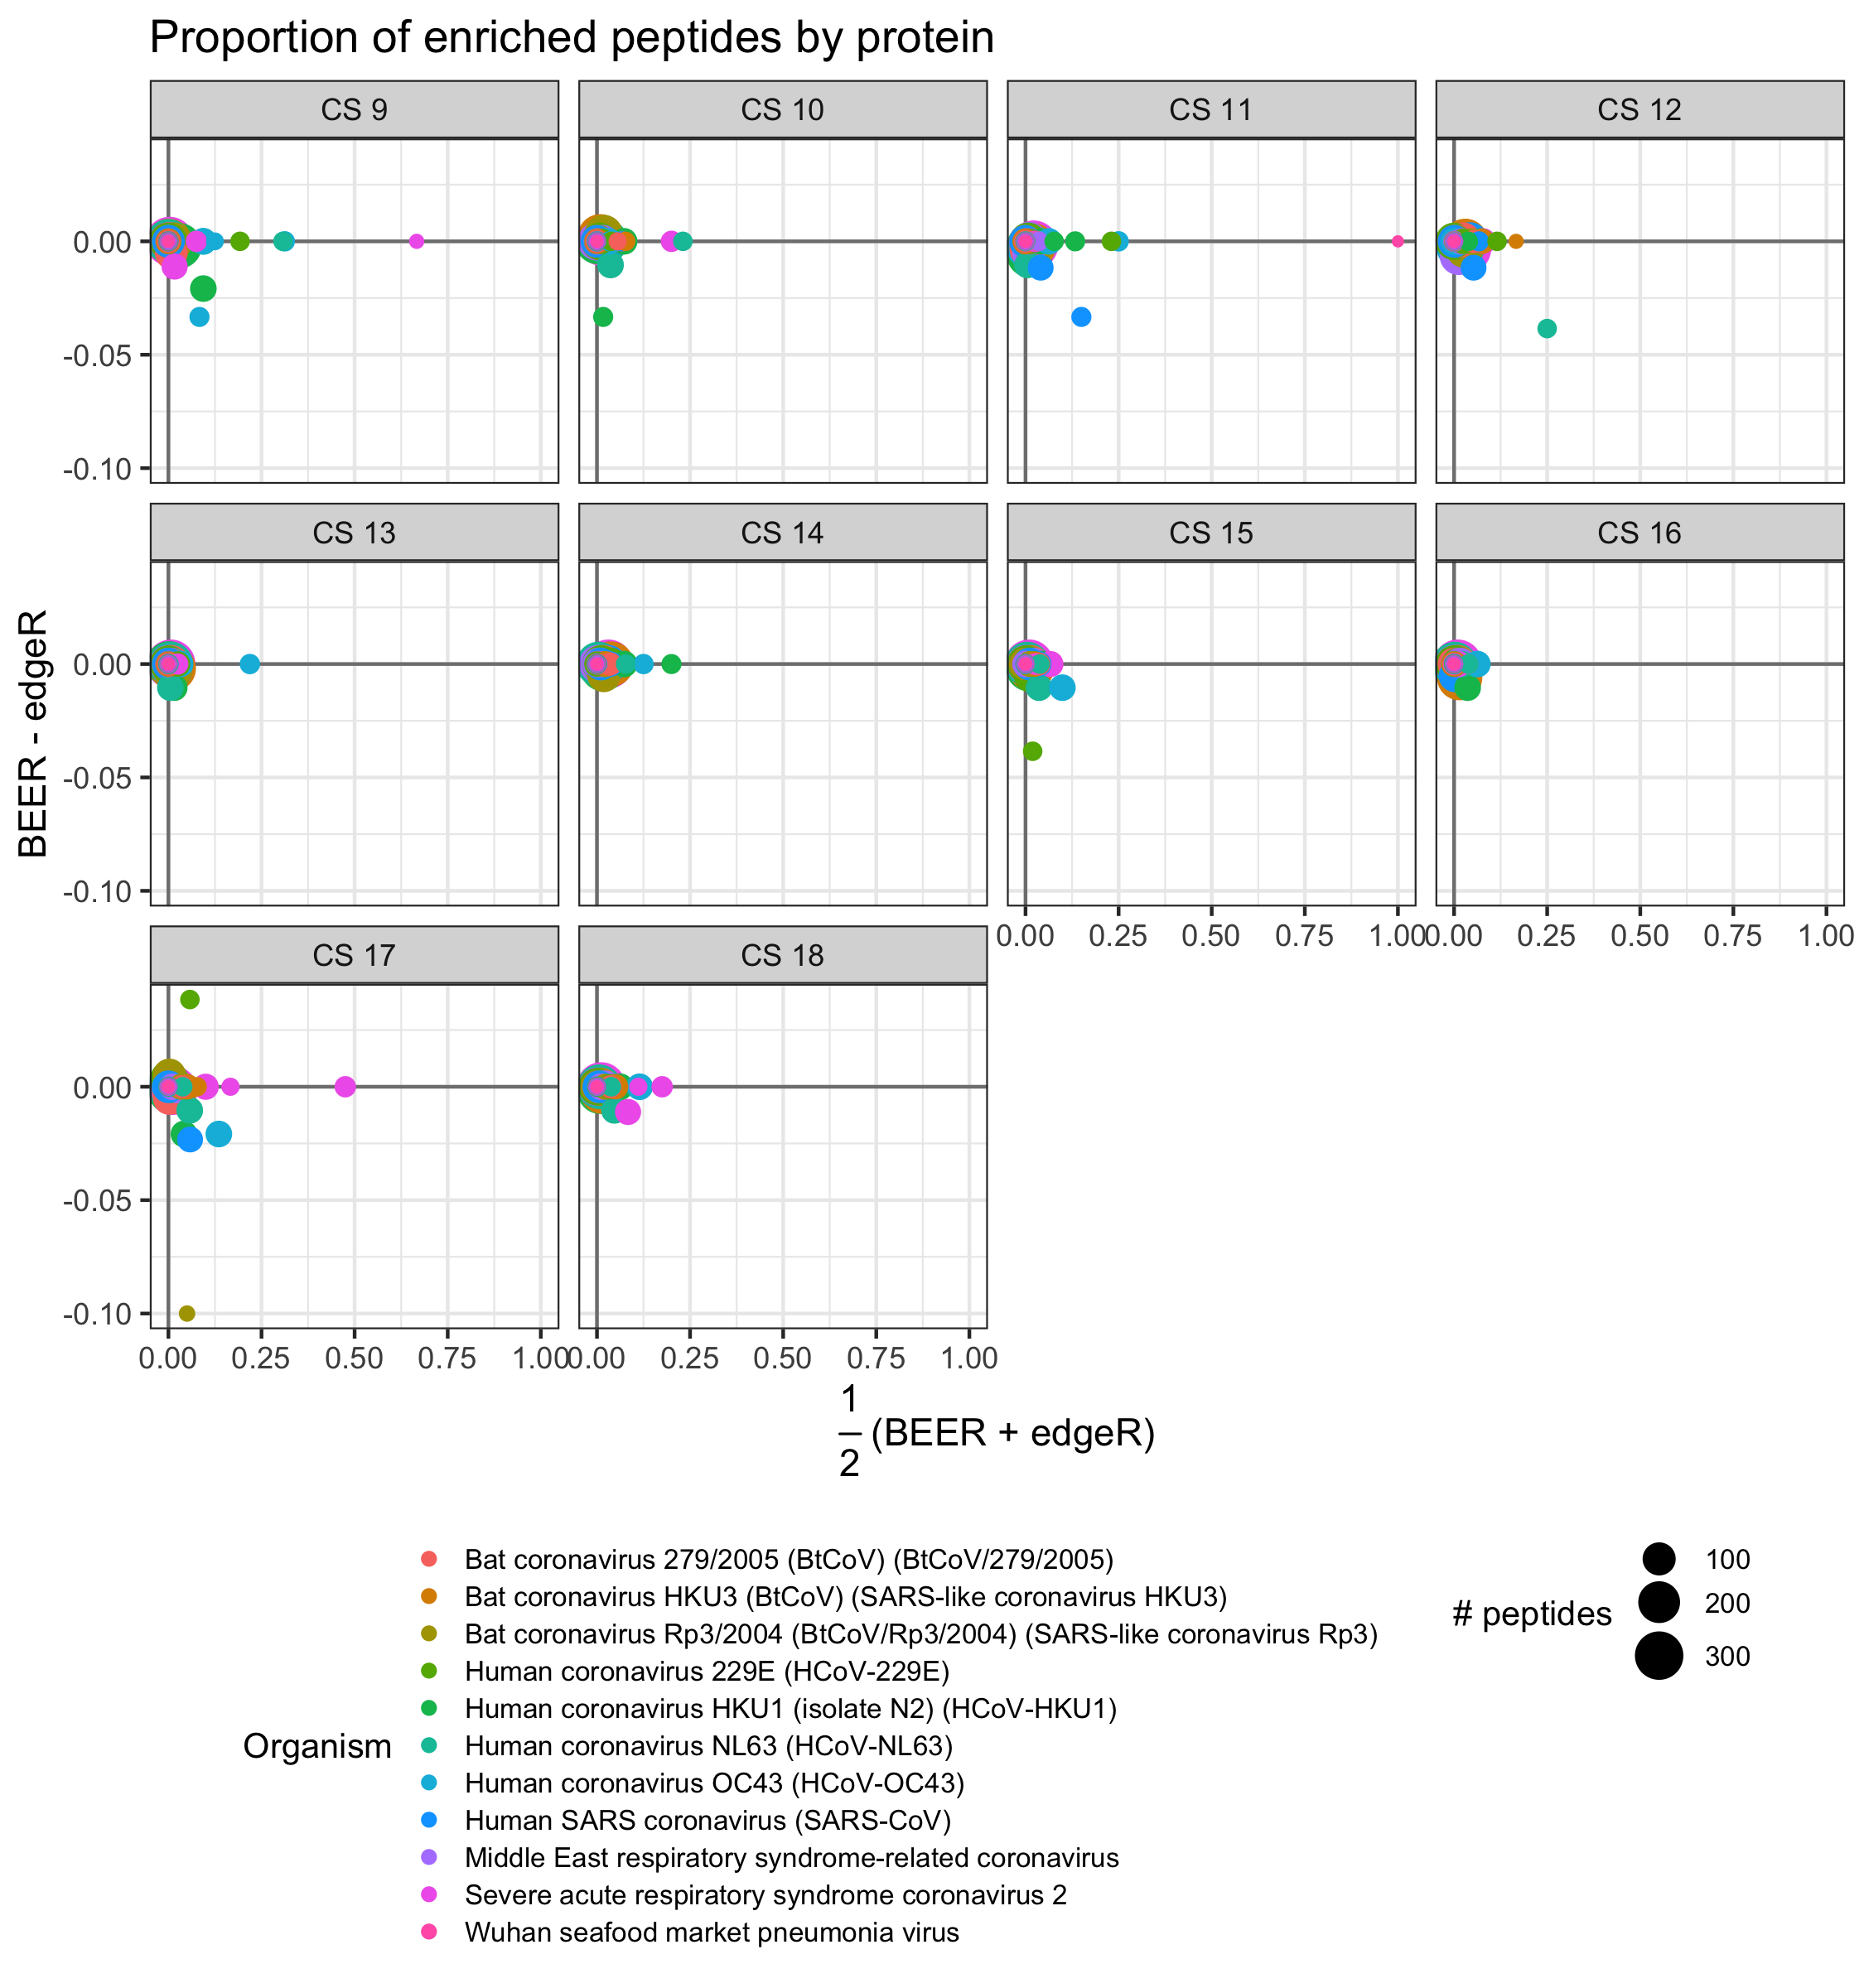 Proportion of enriched peptides by protein
CS 9
CS 10
CS 11
CS 12
0.00
-0.05
-0.10
CS 13
CS 14
CS 15
CS 16
0.00
-0.05
-0.10
0.00 0.25 0.50 0.75 1.00
0.00 0.25 0.50 0.75 1.00
CS 17
CS 18
0.00
-0.05
-0.10
0.00 0.25 0.50 0.75 1.00
0.00 0.25 0.50 0.75 1.00
BEER - edgeR
1
2
(BEER + edgeR)
Organism
Bat coronavirus 279/2005 (BtCoV) (BtCoV/279/2005)
Bat coronavirus HKU3 (BtCoV) (SARS-like coronavirus HKU3)
Bat coronavirus Rp3/2004 (BtCoV/Rp3/2004) (SARS-like coronavirus Rp3)
Human coronavirus 229E (HCoV-229E)
Human coronavirus HKU1 (isolate N2) (HCoV-HKU1)
Human coronavirus NL63 (HCoV-NL63)
Human coronavirus OC43 (HCoV-OC43)
Human SARS coronavirus (SARS-CoV)
Middle East respiratory syndrome-related coronavirus
Severe acute respiratory syndrome coronavirus 2
Wuhan seafood market pneumonia virus
# peptides
100
200
300